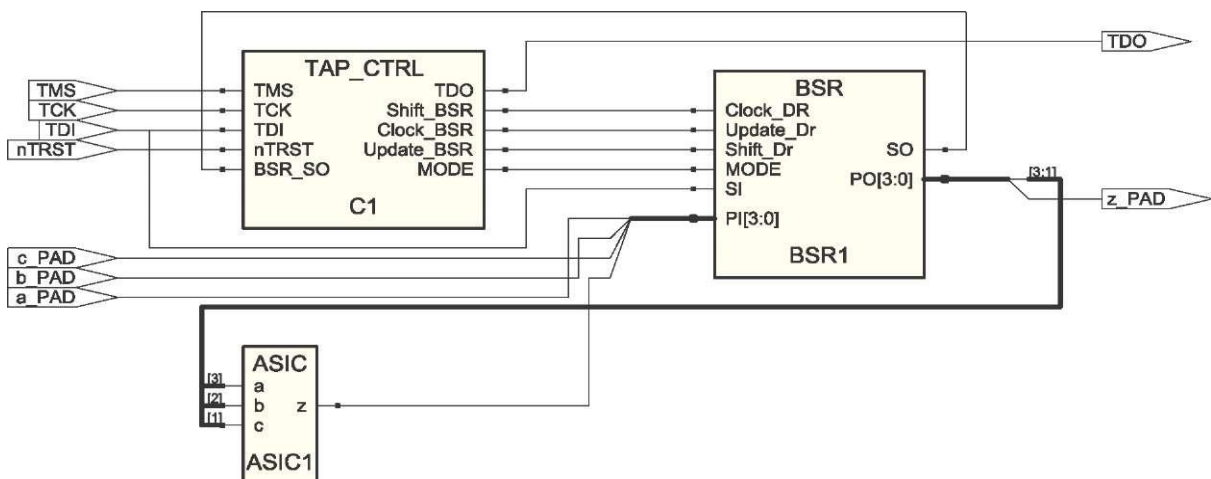 TAP_CTRL
TMS TDO
TCK Shift_BSR
TDI Clock_BSR
nTRST Update_BSR
BSR_SO MODE
C1
TMS
TCK
TDI
nTRST
TDO
BSR
Clock_DR
Update_Dr
Shift_Dr SO
MODE
PO[3:0]
SI
PI[3:0]
BSR1
[3:1]
z_PAD
c_PAD
b_PAD
a_PAD
ASIC
[3] a
[2] b z
[1] c
ASIC1